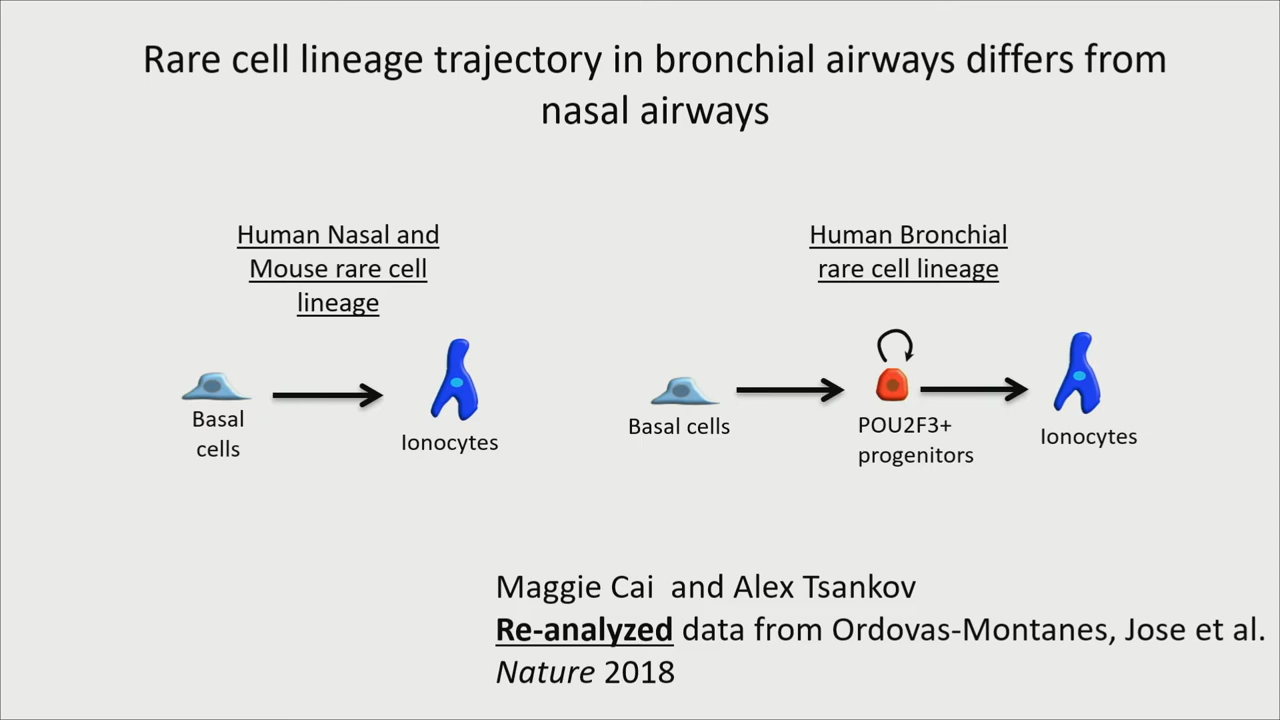 Rare cell lineage trajectory in bronchial airways differs from
nasal airways
Human Nasal and
Mouse rare cell
lineage
Basal
cells
Ionocytes
Human Bronchial
rare cell lineage
Basal cells
POU2F3+
progenitors
Ionocytes
Maggie Cai and Alex Tsankov
Re-analyzed data from Ordovas-Montanes, Jose et al.
Nature 2018